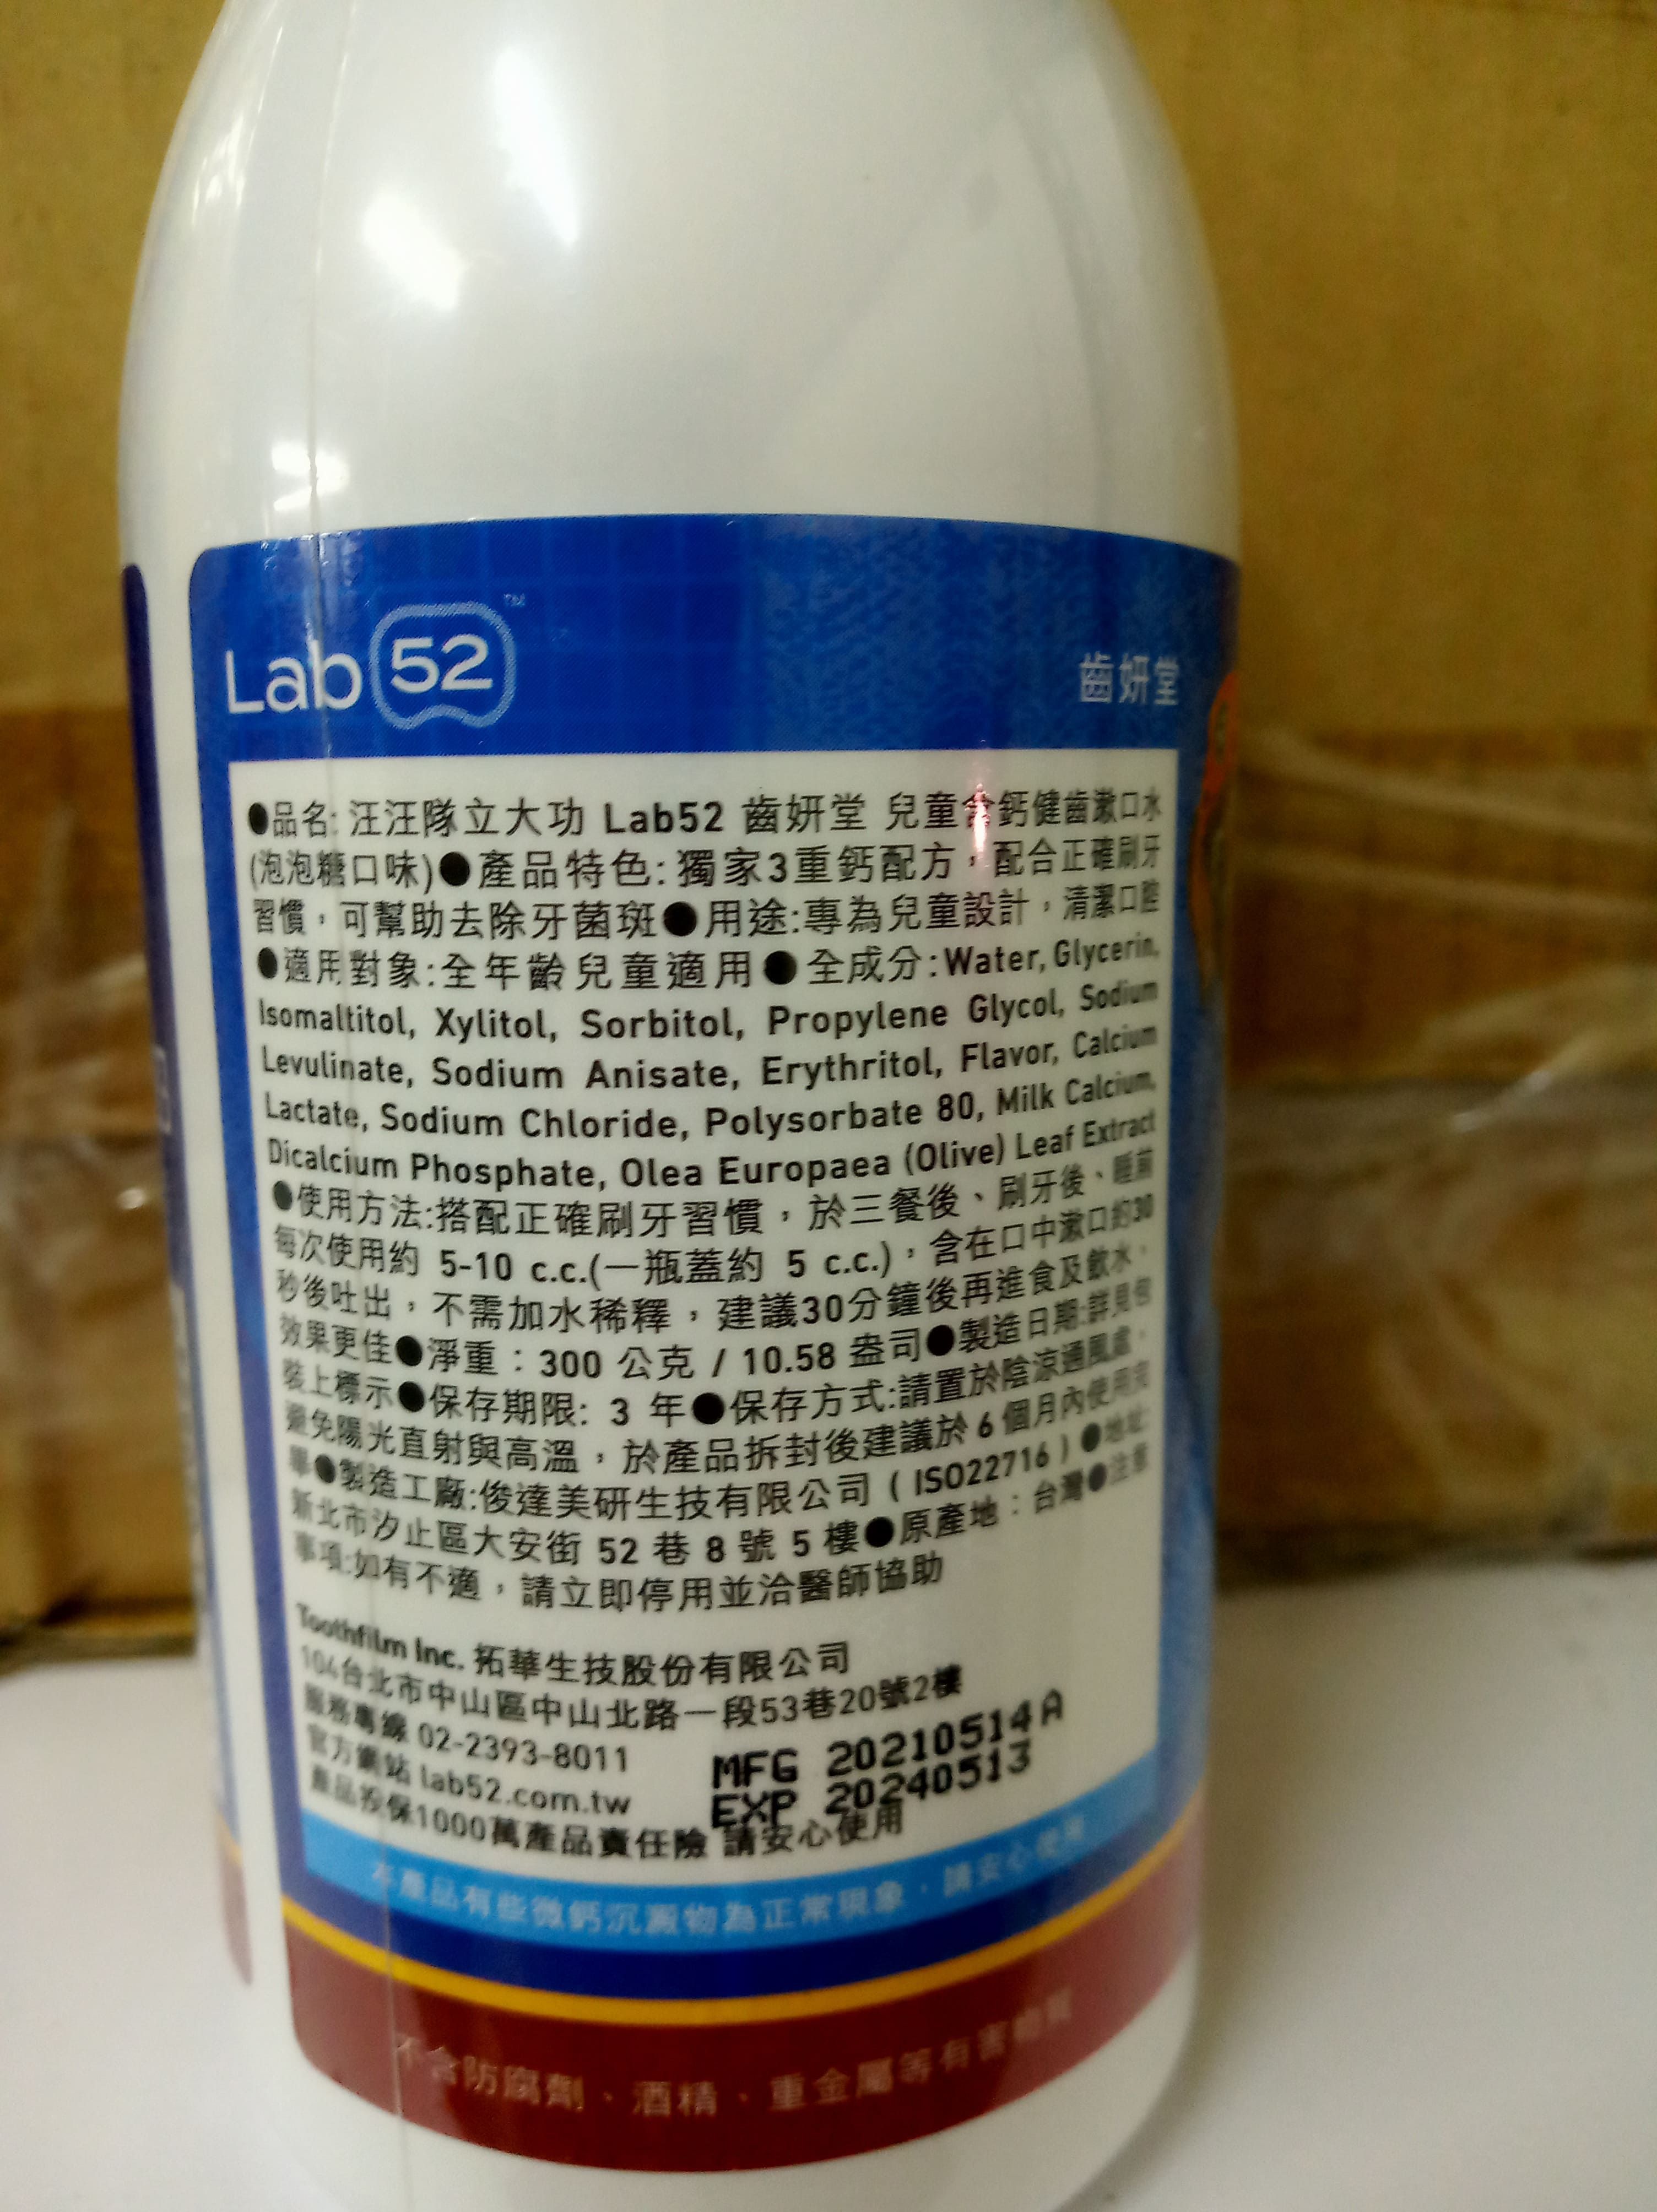 Lab 52 ™
齒妍堂
●品名: 汪汪隊立大功 Lab52 齒妍堂 兒童含鈣健齒漱口水
(泡泡糖口味)●產品特色: 獨家3重鈣配方，配合正確刷牙
習慣，可幫助去除牙菌斑●用途:專為兒童設計，清潔口腔
●適用對象:全年齡兒童適用●全成分:Water, Glycerin,
Isomaltitol, Xylitol, Sorbitol, Propylene Glycol, Sodium
Levulinate, Sodium Anisate, Erythritol, Flavor, Calcium
Lactate, Sodium Chloride, Polysorbate 80, Milk Calcium,
Dicalcium Phosphate, Olea Europaea (Olive) Leaf Extract
●使用方法:搭配正確刷牙習慣，於三餐後、刷牙後、睡前
每次使用約 5-10 c.c.(一瓶蓋約 5 c.c.)，含在口中漱口約30
秒後吐出，不需加水稀釋，建議30分鐘後再進食及飲水，
效果更佳●淨重：300 公克 / 10.58 盎司●製造日期:詳見包
裝上標示●保存期限: 3 年●保存方式:請置於陰涼通風處，
避免陽光直射與高溫，於產品拆封後建議於 6 個月內使用完
畢●製造工廠:俊達美研生技有限公司 ( ISO22716 ) ●地址:
新北市汐止區大安街 52 巷 8 號 5 樓●原產地：台灣●注意
事項:如有不適，請立即停用並洽醫師協助
Toothfilm Inc. 拓華生技股份有限公司
104台北市中山區中山北路一段53巷20號2樓
服務專線 02-2393-8011
官方網站 lab52.com.tw
MFG 20210514 A
EXP 20240513
產品投保1000萬產品責任險 請安心使用
本產品有些微鈣沉澱物為正常現象，請安心使用
不含防腐劑、酒精、重金屬等有害物質